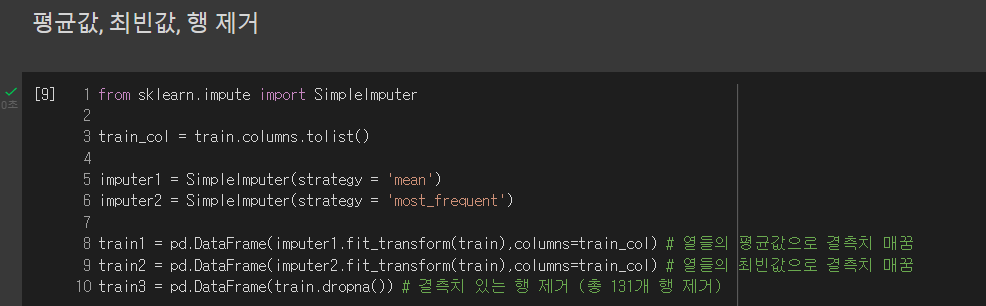 평균값, 최빈값, 행 제거
0초
[9]
1 from sklearn.impute import SimpleImputer
2
3 train_col = train.columns.tolist()
4
5 imputer1 = SimpleImputer(strategy = 'mean')
6 imputer2 = SimpleImputer(strategy = 'most_frequent')
7
8 train1 = pd.DataFrame(imputer1.fit_transform(train),columns=train_col) # 열들의 평균값으로 결측치 매꿈
9 train2 = pd.DataFrame(imputer2.fit_transform(train),columns=train_col) # 열들의 최빈값으로 결측치 매꿈
10 train3 = pd.DataFrame(train.dropna()) # 결측치 있는 행 제거 (총 131개 행 제거)